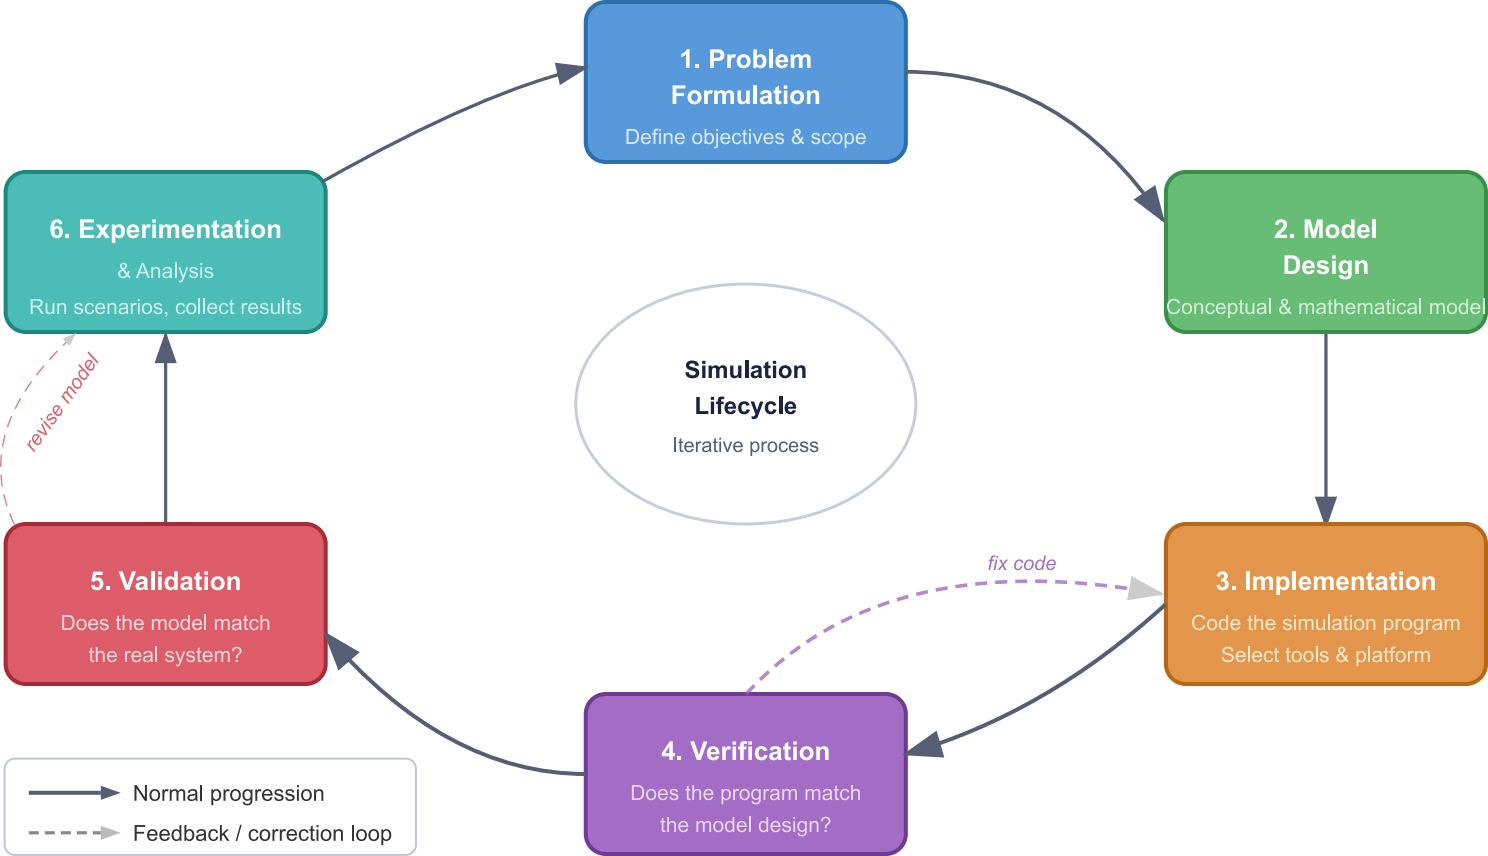 1. Problem
Formulation
Define objectives & scope
2. Model
Design
Conceptual & mathematical model
3. Implementation
Code the simulation program
Select tools & platform
4. Verification
Does the program match
the model design?
5. Validation
Does the model match
the real system?
6. Experimentation
& Analysis
Run scenarios, collect results
Simulation
Lifecycle
Iterative process
fix code
revise model
Normal progression
Feedback / correction loop